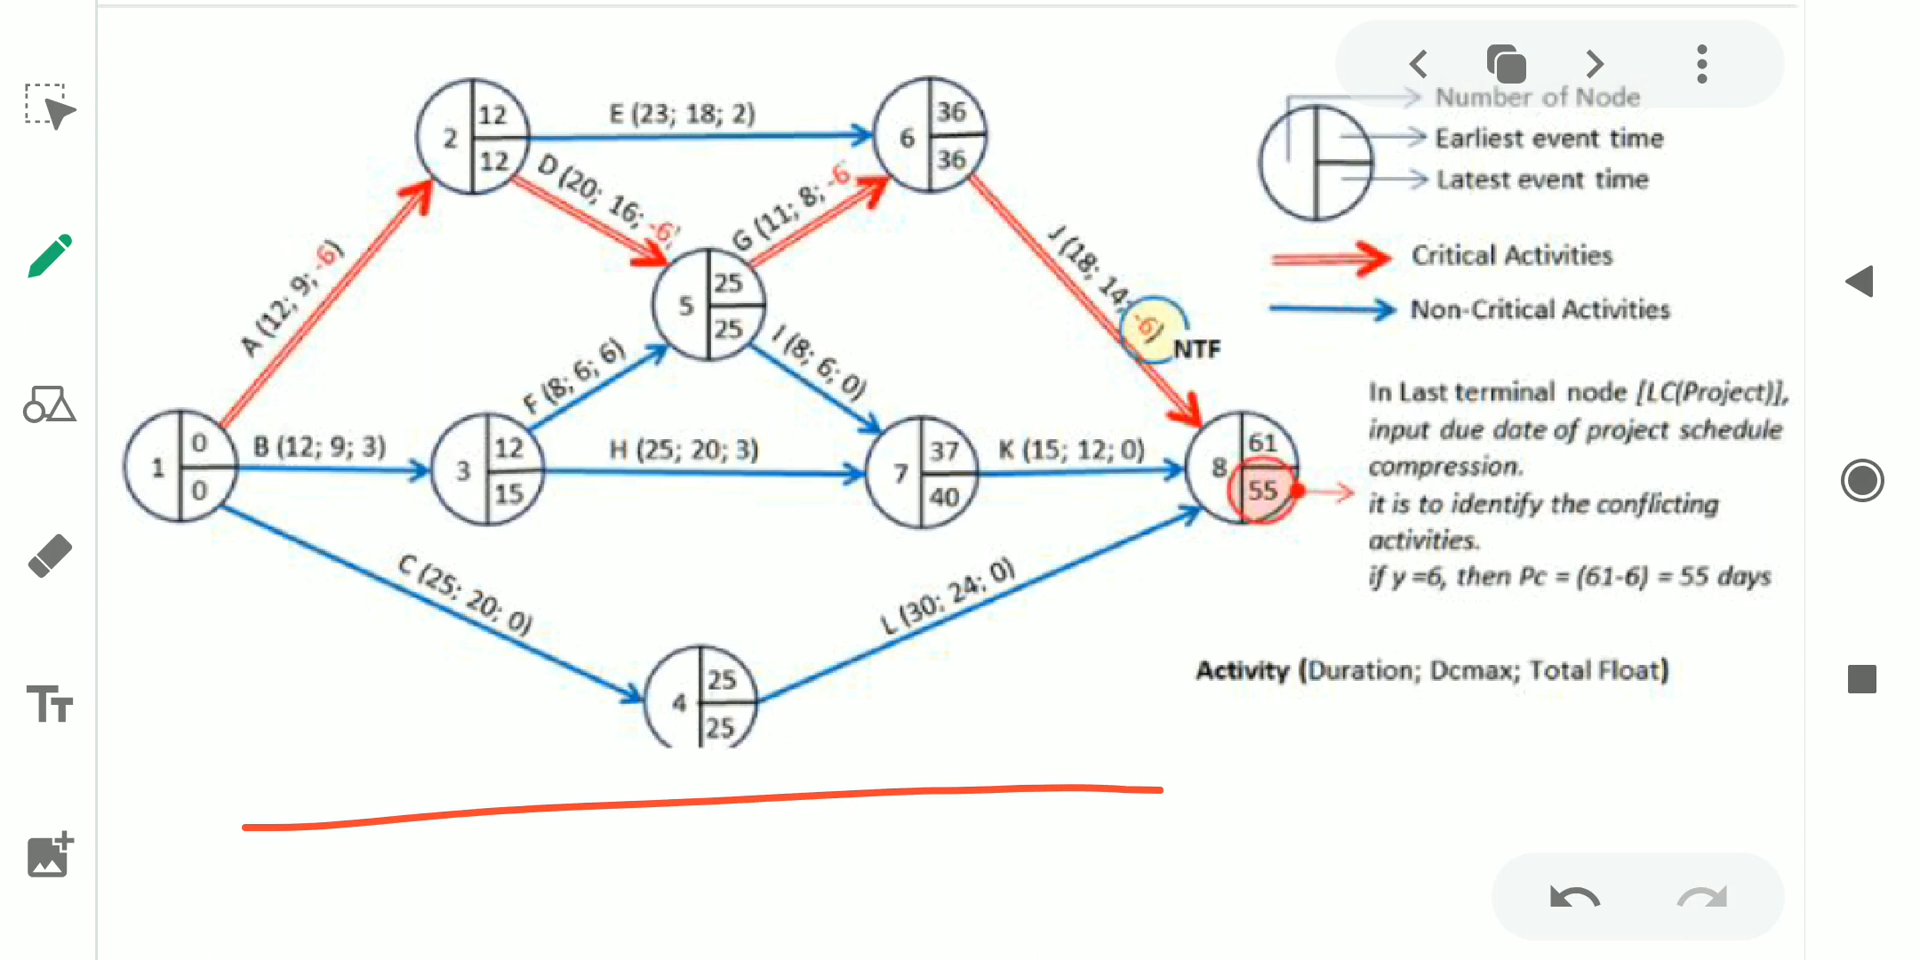 Number of Node
Earliest event time
Latest event time
Critical Activities
Non-Critical Activities
2
12
12
E (23; 18; 2)
6
36
36
D (20; 16; -6;
G (11; 8; -6
A (12; 9; -6)
5
25
25
J (18; 14; -6)
NTF
F (8; 6; 6)
I (8; 6; 0)
1
0
0
B (12; 9; 3)
3
12
15
H (25; 20; 3)
7
37
40
K (15; 12; 0)
8
61
55
In Last terminal node [LC(Project)],
input due date of project schedule
compression.
it is to identify the conflicting
activities.
if y =6, then Pc = (61-6) = 55 days
C (25; 20; 0)
L (30; 24; 0)
4
25
25
Activity (Duration; Dcmax; Total Float)
Tт